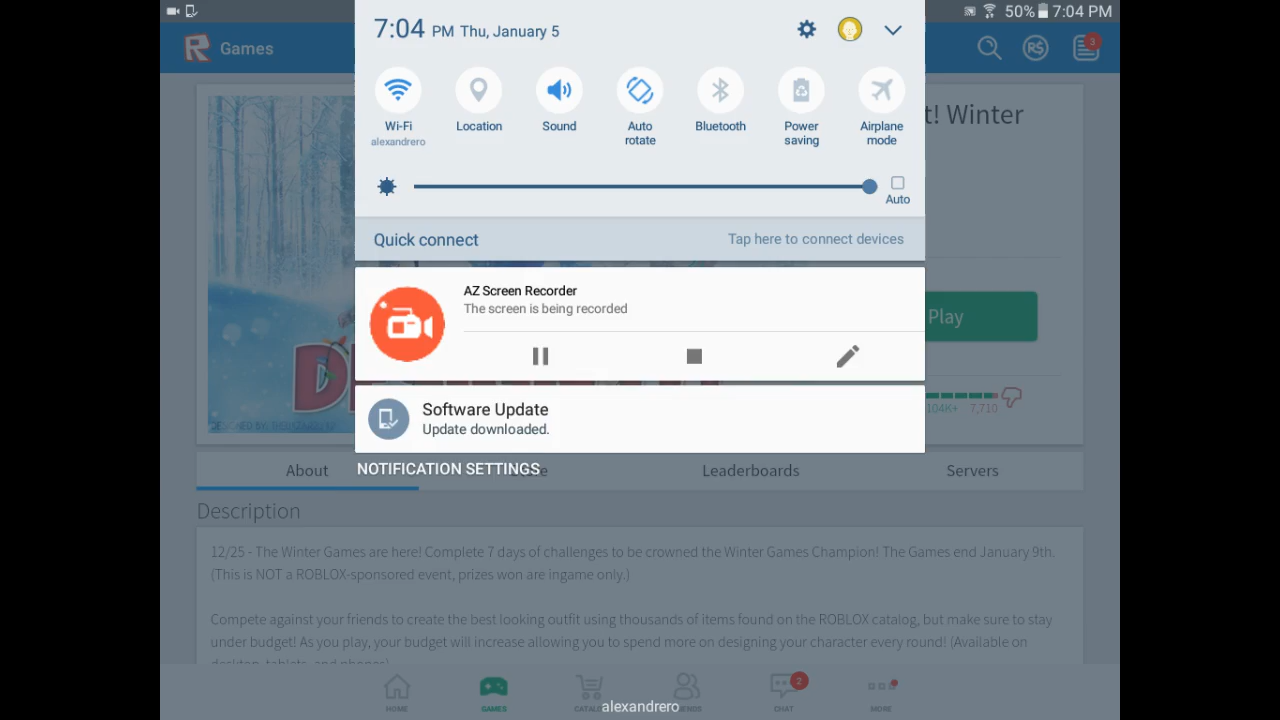 50% 7:04 PM
7:04 PM Thu, January 5
Games
RS
3
Wi-Fi
alexandrero
Location
Sound
Auto
rotate
Bluetooth
Power
saving
Airplane
mode
t! Winter
Auto
Quick connect
Tap here to connect devices
AZ Screen Recorder
The screen is being recorded
Play
104K+ 7,710
Software Update
Update downloaded.
NOTIFICATION SETTINGS
About
Leaderboards
Servers
Description
12/25 - The Winter Games are here! Complete 7 days of challenges to be crowned the Winter Games Champion! The Games end January 9th.
(This is NOT a ROBLOX-sponsored event, prizes won are ingame only.)
Compete against your friends to create the best looking outfit using thousands of items found on the ROBLOX catalog, but make sure to stay
under budget! As you play, your budget will increase allowing you to spend more on designing your character every round! (Available on
desktop, tablets, and phones)
2
HOME
GAMES
CHAT
MORE
alexandrero